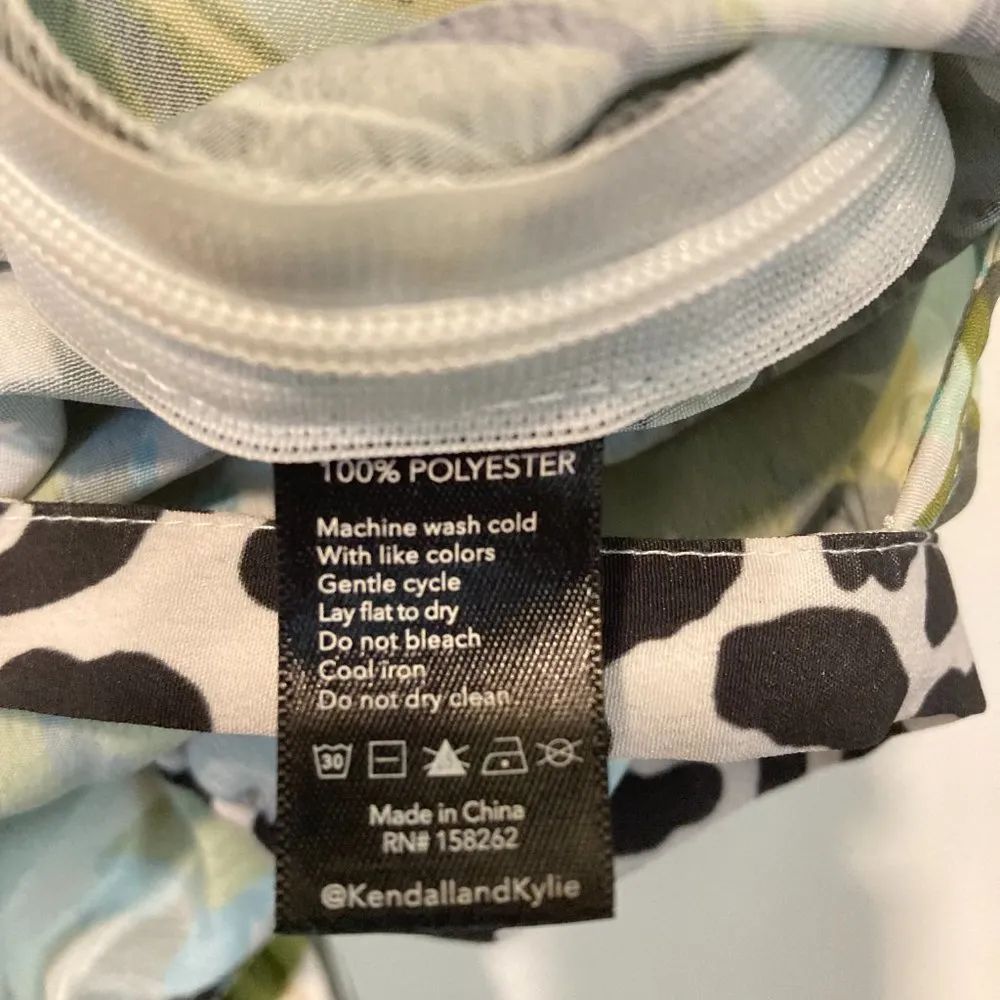 100% POLYESTER
Machine wash cold
With like colors
Gentle cycle
Lay flat to dry
Do not bleach
Cool iron
Do not dry clean.
30
Made in China
RN# 158262
@KendallandKylie